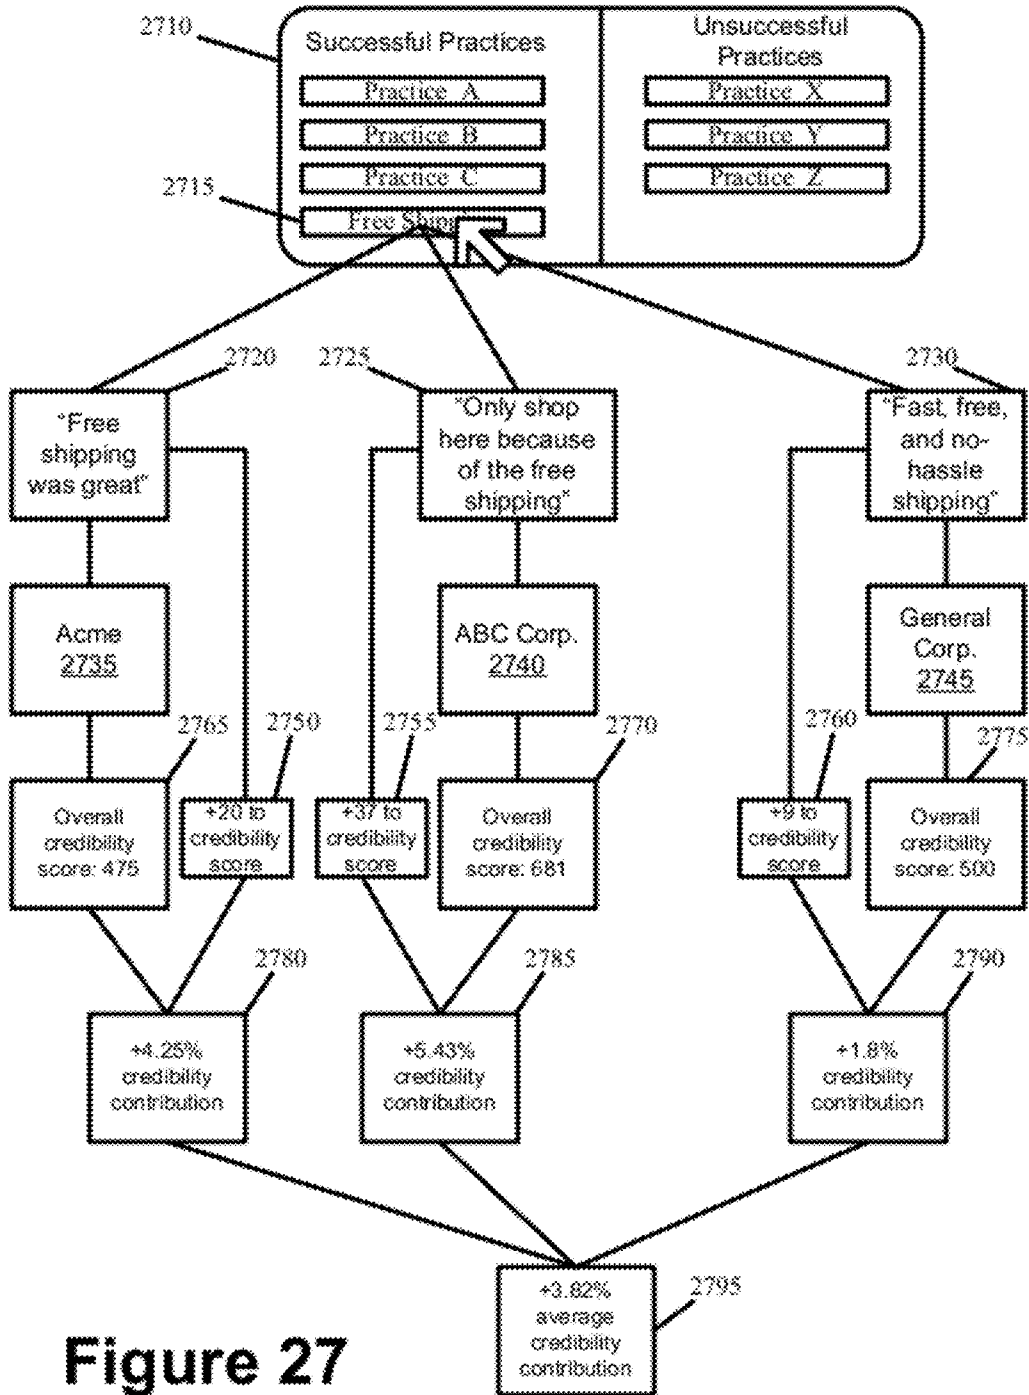 2710
Successful Practices
Unsuccessful
Practices
Practice A
Practice X
Practice B
Practice Y
Practice C
Practice Z
2715
Free Shipp
2720
2725
2730
"Free
shipping
was great"
"Only shop
here because
of the free
shipping"
"Fast, free,
and no-
hassle
shipping"
Acme
2735
ABC Corp.
2740
General
Corp.
2745
2765
2750
2755
2770
2760
2775
Overall
credibility
score: 475
+20 to
credibility
score
+37 to
credibility
score
Overall
credibility
score: 681
+9 to
credibility
score
Overall
credibility
score: 500
2780
2785
2790
+4.25%
credibility
contribution
+5.43%
credibility
contribution
+1.8%
credibility
contribution
+3.82%
average
credibility
contribution
2795
Figure 27